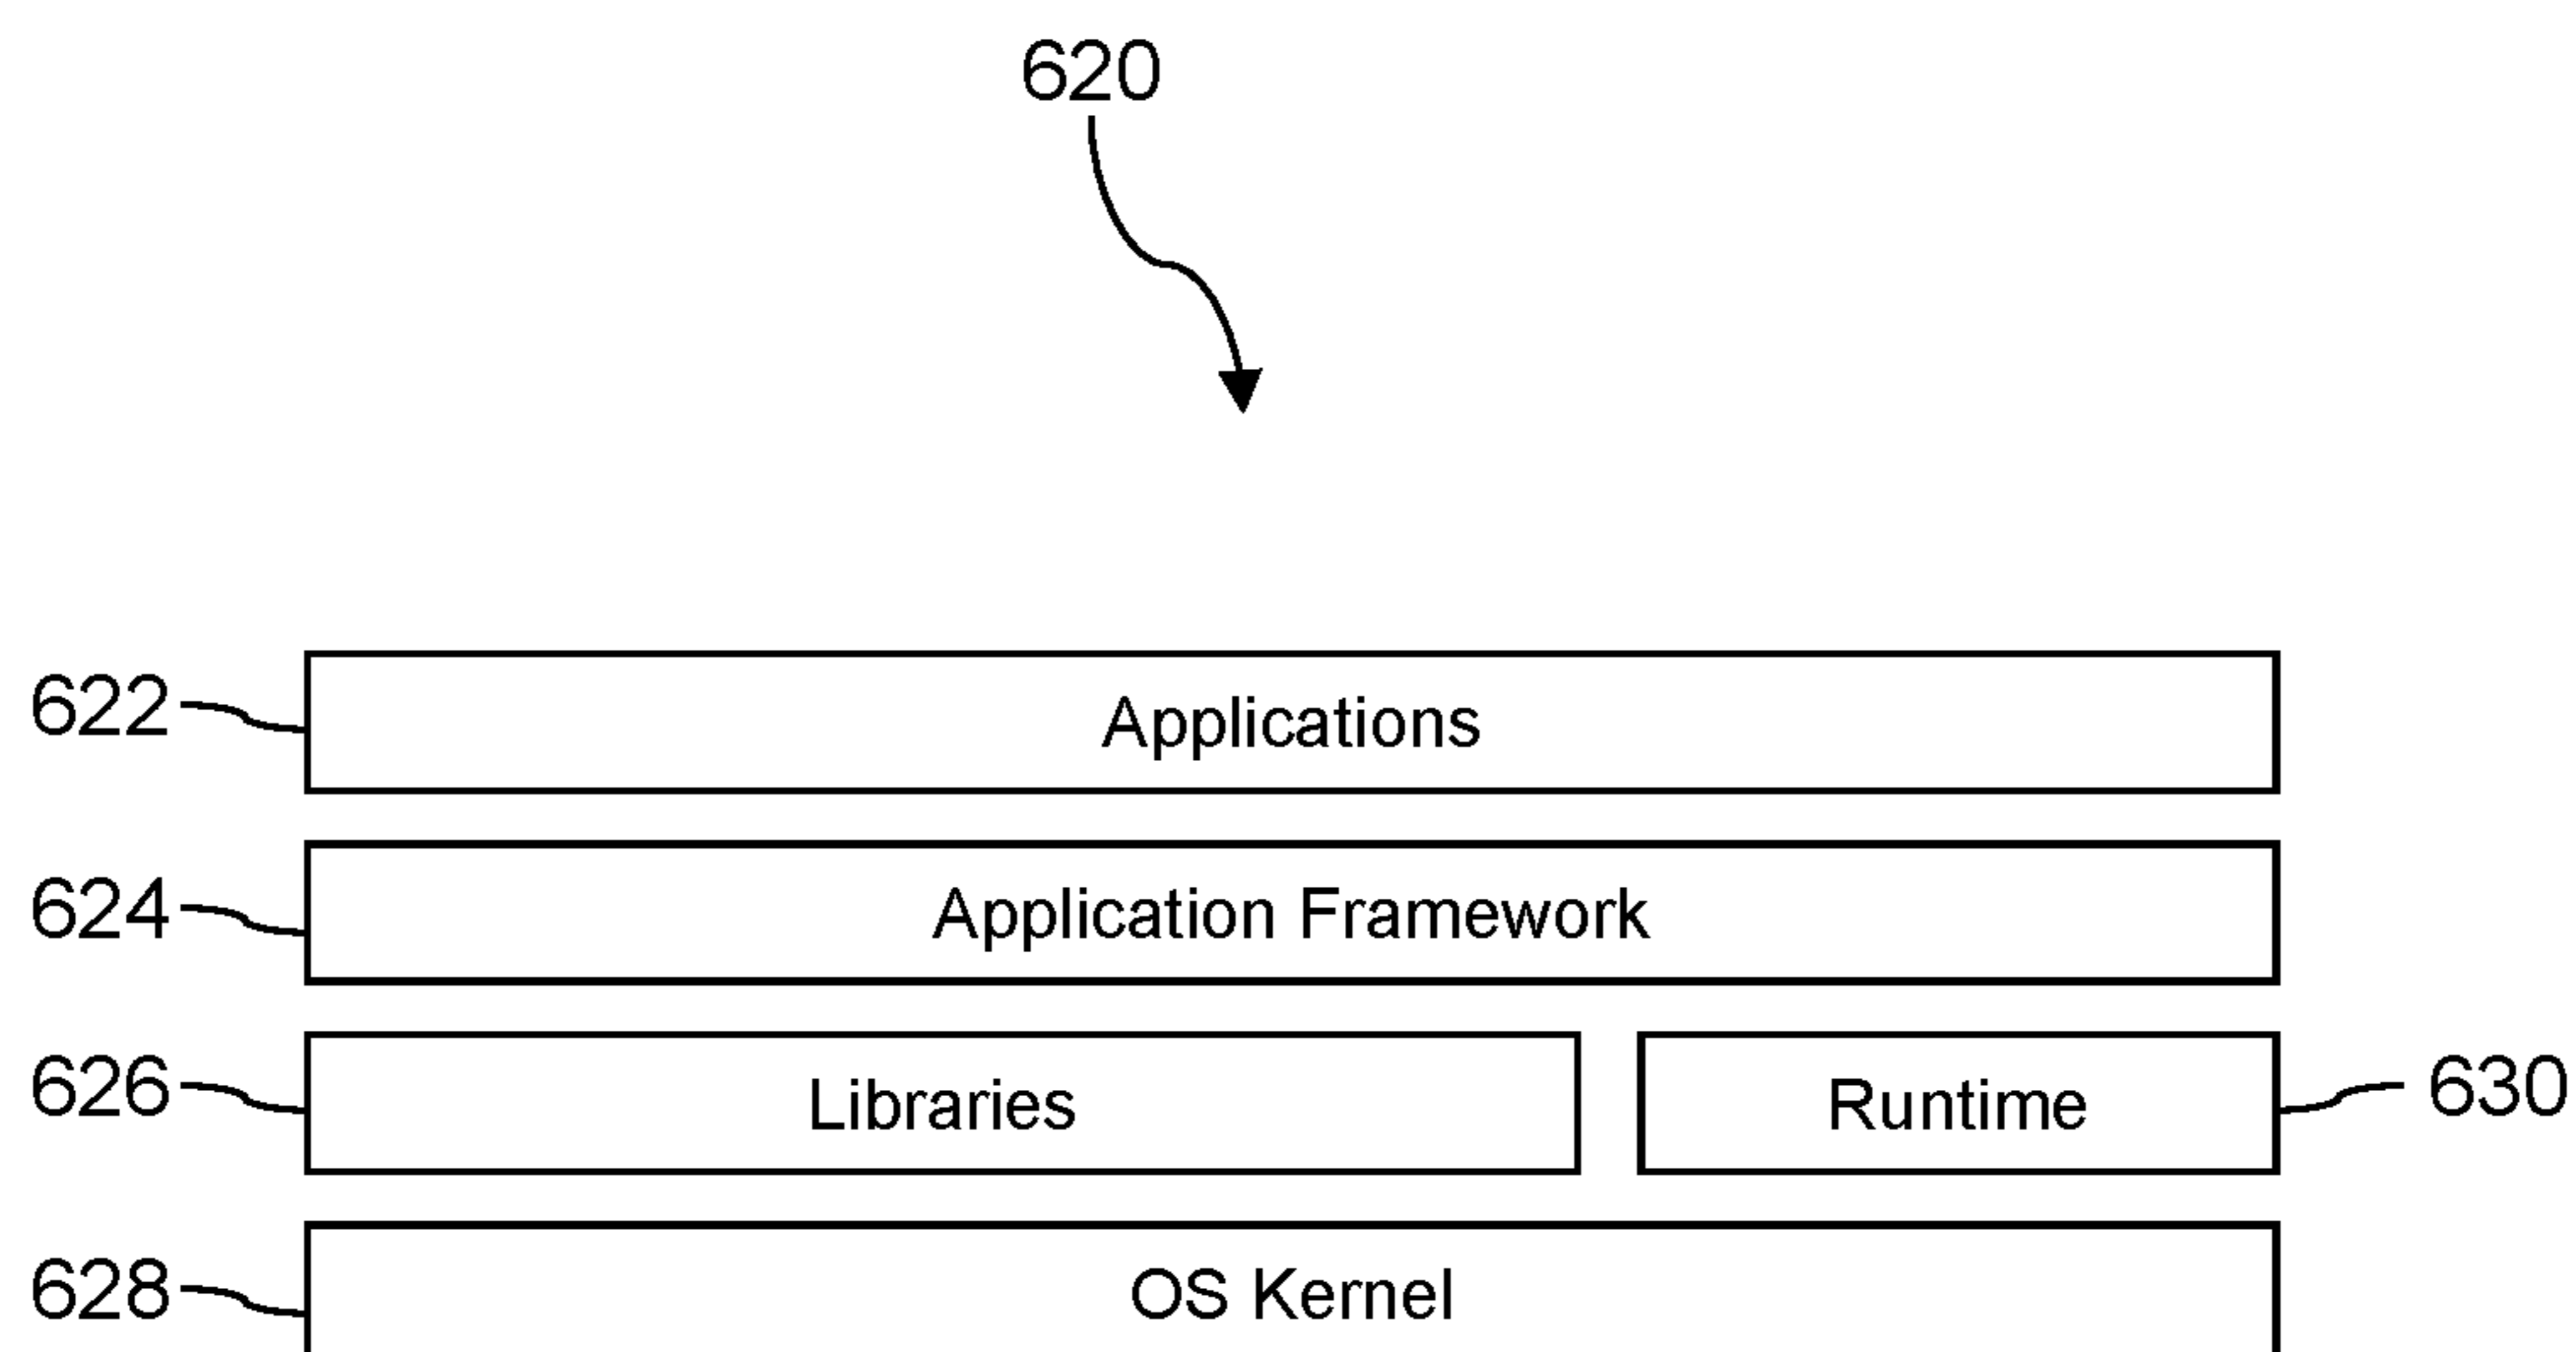 620
622 Applications
624 Application Framework
626 Libraries Runtime 630
628 OS Kernel